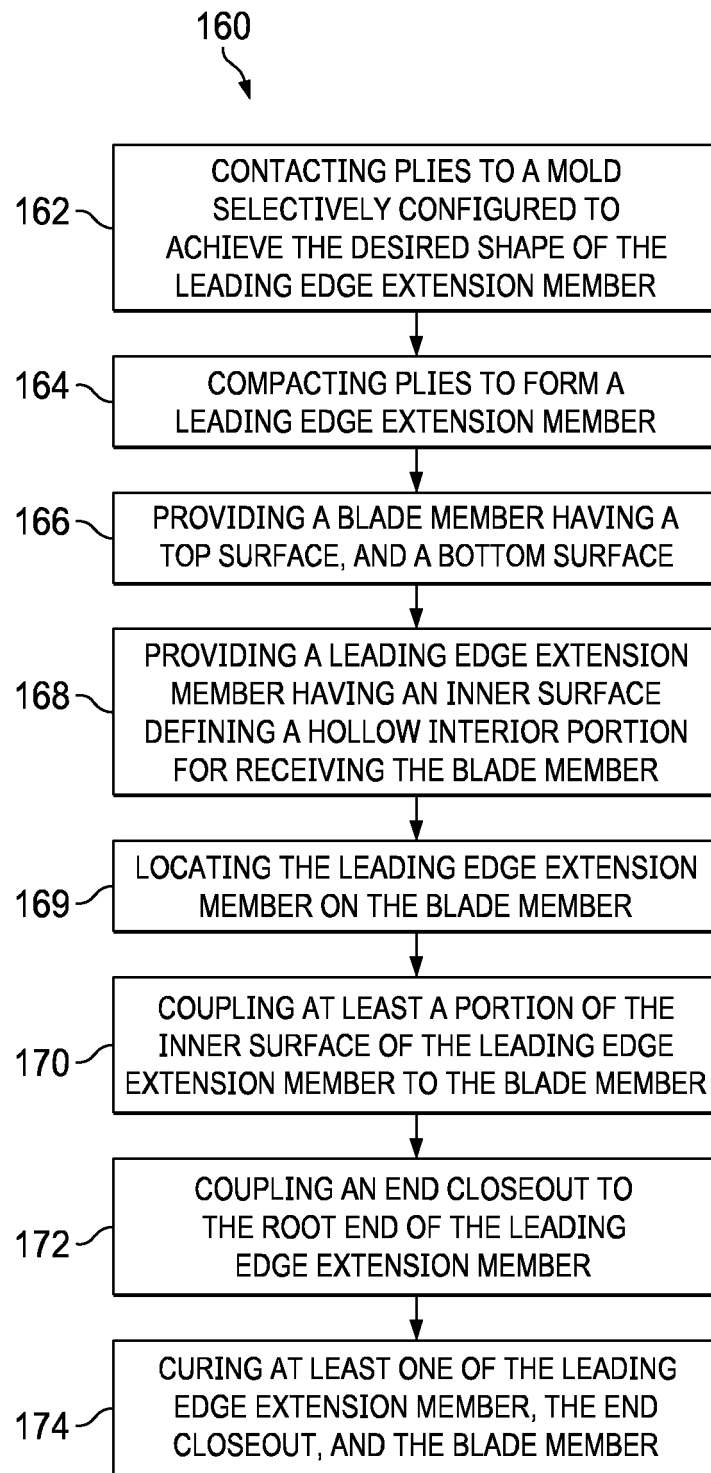 160
162
CONTACTING PLIES TO A MOLD
SELECTIVELY CONFIGURED TO
ACHIEVE THE DESIRED SHAPE OF THE
LEADING EDGE EXTENSION MEMBER
164
COMPACTING PLIES TO FORM A
LEADING EDGE EXTENSION MEMBER
166
PROVIDING A BLADE MEMBER HAVING A
TOP SURFACE, AND A BOTTOM SURFACE
168
PROVIDING A LEADING EDGE EXTENSION
MEMBER HAVING AN INNER SURFACE
DEFINING A HOLLOW INTERIOR PORTION
FOR RECEIVING THE BLADE MEMBER
169
LOCATING THE LEADING EDGE EXTENSION
MEMBER ON THE BLADE MEMBER
170
COUPLING AT LEAST A PORTION OF THE
INNER SURFACE OF THE LEADING EDGE
EXTENSION MEMBER TO THE BLADE MEMBER
172
COUPLING AN END CLOSEOUT TO
THE ROOT END OF THE LEADING
EDGE EXTENSION MEMBER
174
CURING AT LEAST ONE OF THE LEADING
EDGE EXTENSION MEMBER, THE END
CLOSEOUT, AND THE BLADE MEMBER